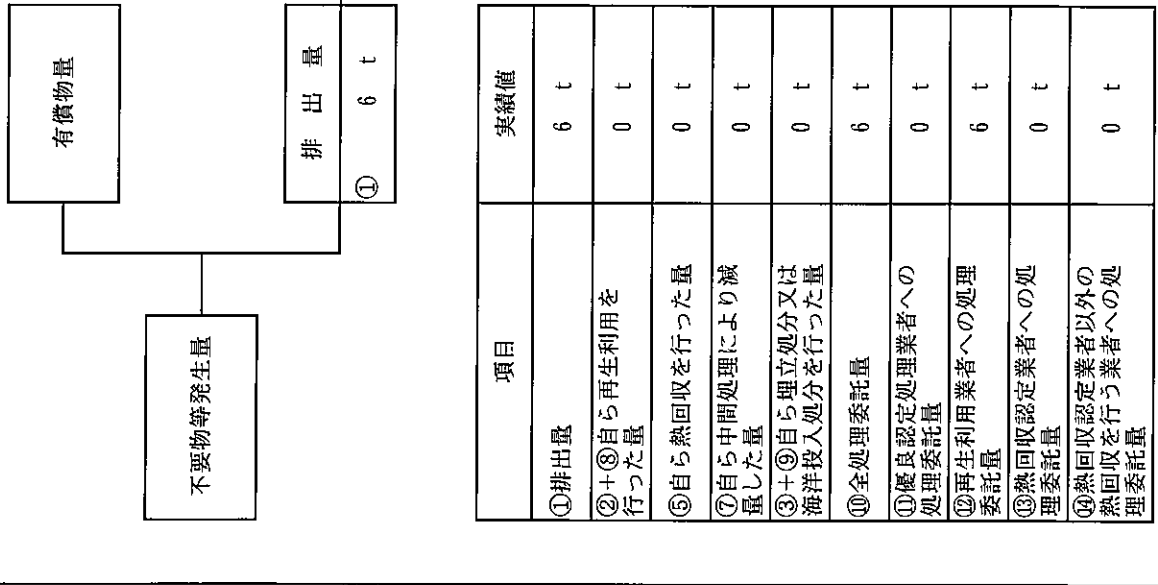 不要物等発生量
有償物量
排出量
① 6 t
項目 実績値
①排出量 6 t
②+⑧自ら再生利用を
行った量 0 t
⑤自ら熱回収を行った量 0 t
⑦自ら中間処理により減
量した量 0 t
③+⑨自ら埋立処分又は
海洋投入処分を行った量 0 t
⑩全処理委託量 6 t
⑪優良認定処理業者への
処理委託量 0 t
⑫再生利用業者への処理
委託量 6 t
⑬熱回収認定業者への処
理委託量 0 t
⑭熱回収認定業者以外の
熱回収を行う業者への処
理委託量 0 t